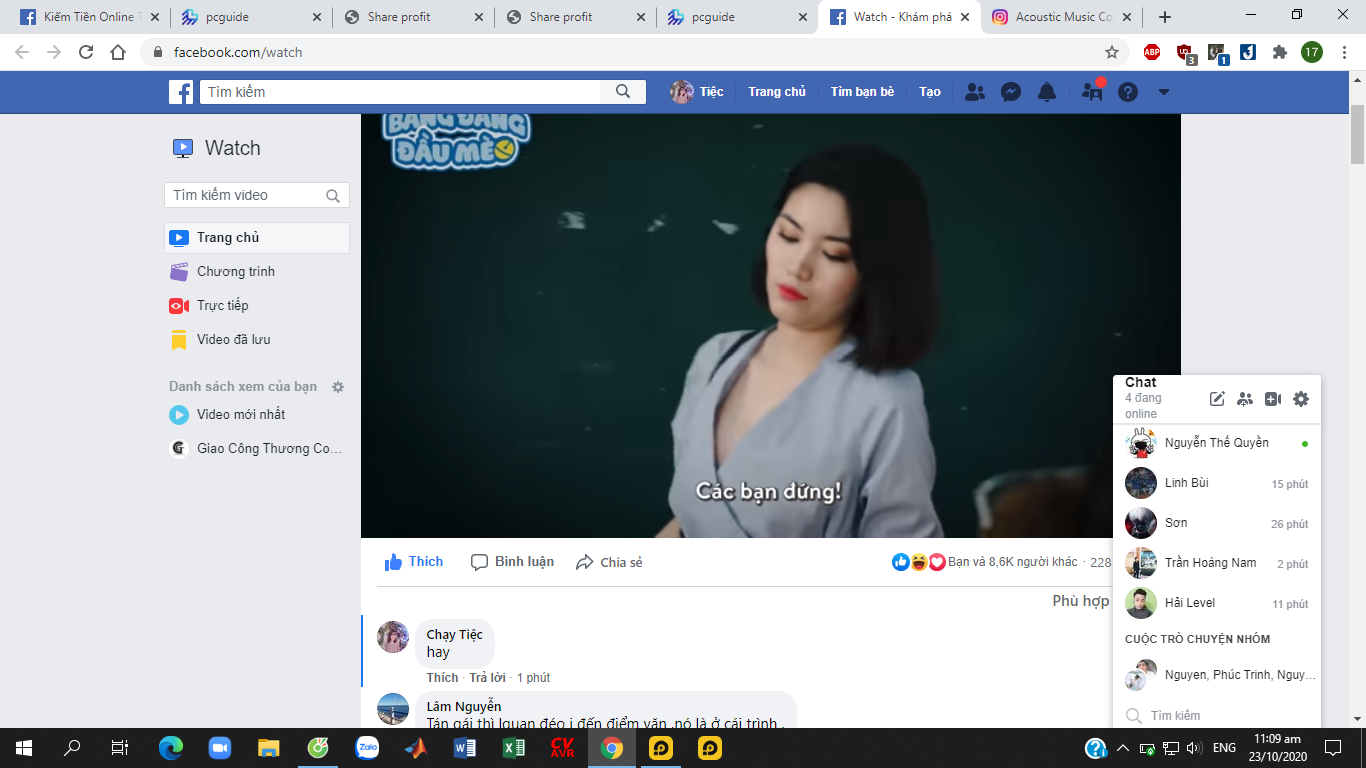 Kiếm Tiền Online T
pcguide
Share profit
Share profit
pcguide
Watch - Khám phá
Acoustic Music Co
facebook.com/watch
ABP
3
1
17
Tìm kiếm
Tiệc
Trang chủ
Tìm bạn bè
Tạo
Watch
Tìm kiếm video
Trang chủ
Chương trình
Trực tiếp
Video đã lưu
Danh sách xem của bạn
Video mới nhất
Giao Công Thương Co...
ĐẦU MÈ
Các bạn đứng!
Thích
Bình luận
Chia sẻ
Bạn và 8,6K người khác · 228
Phù hợp
Chạy Tiệc
hay
Thích · Trả lời · 1 phút
Lâm Nguyễn
Tán gái thì lquan đéo j đến điểm văn ,nó là ở cái trình
Chat
4 đang
online
Nguyễn Thế Quyền
Linh Bùi 15 phút
Sơn 26 phút
Trần Hoàng Nam 2 phút
Hải Level 11 phút
CUỘC TRÒ CHUYỆN NHÓM
Nguyen, Phúc Trinh, Nguy...
Tìm kiếm
Zalo
CV
AVR
ENG
11:09 am
23/10/2020